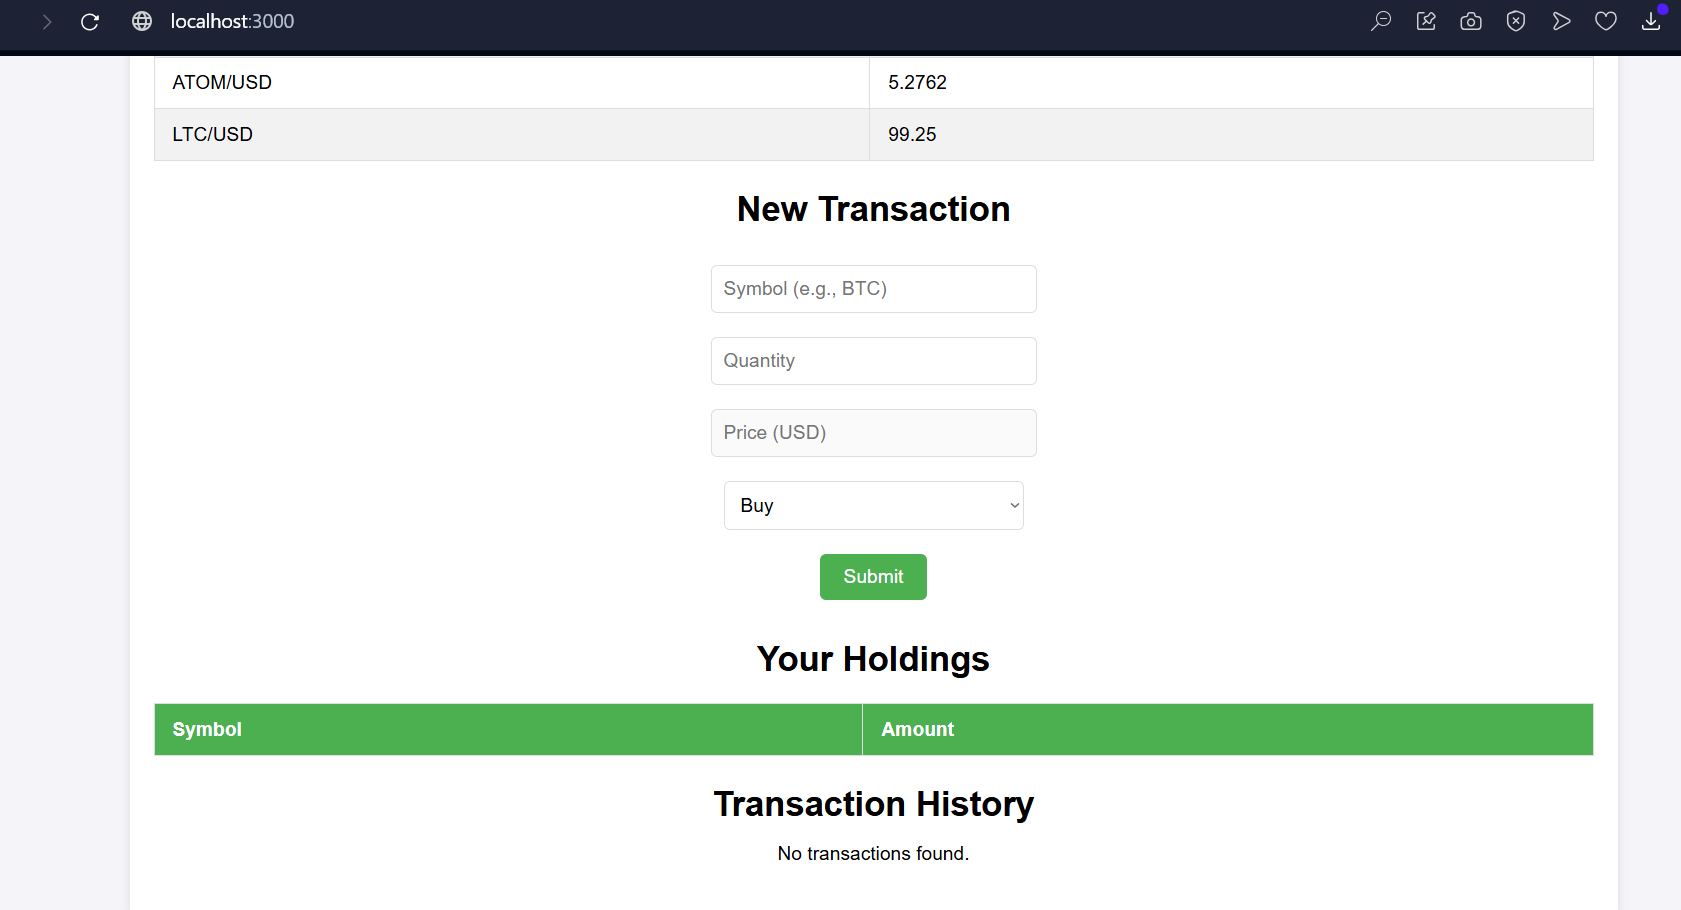 localhost:3000
ATOM/USD 5.2762
LTC/USD 99.25
New Transaction
Symbol (e.g., BTC)
Quantity
Price (USD)
Buy
Submit
Your Holdings
Symbol Amount
Transaction History
No transactions found.